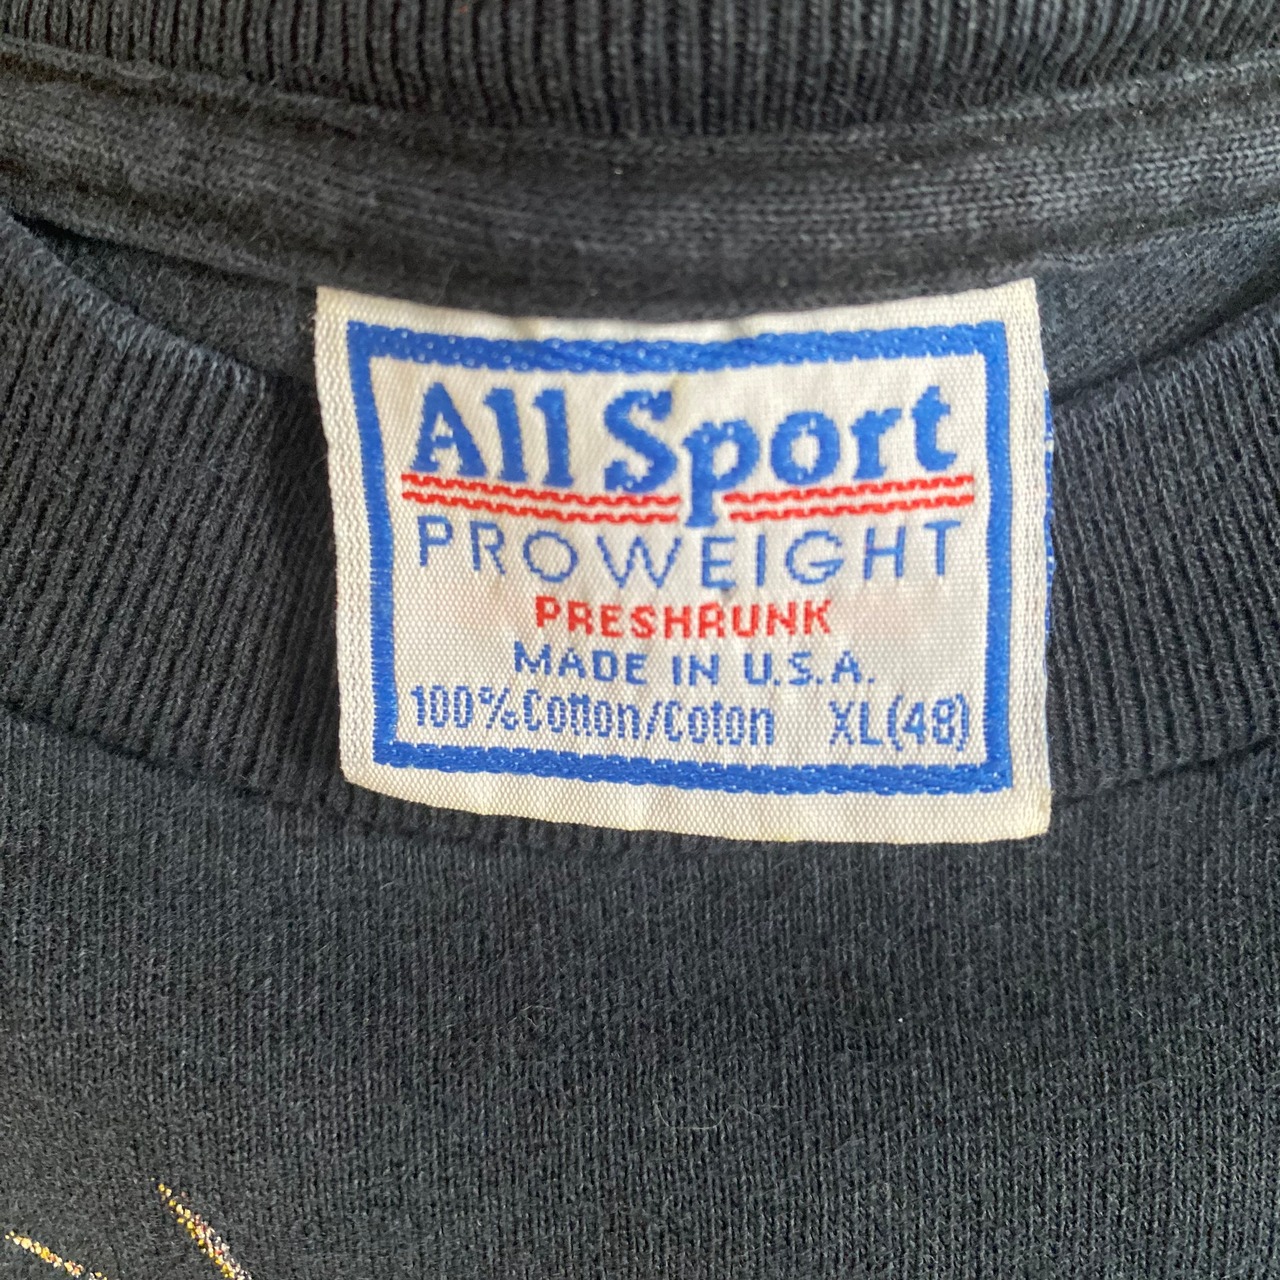 All Sport
PROWEIGHT
PRESHRUNK
MADE IN U.S.A.
100% Cotton/Coton XL(48)